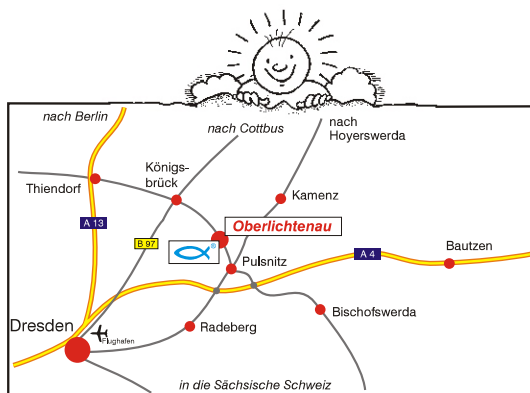 nach Berlin
nach Cottbus
nach
Hoyerswerda
Königs-
brück
Thiendorf
Kamenz
A 13
Oberlichtenau
B 97
®
Bautzen
A 4
Pulsnitz
Dresden
Flughafen
Radeberg
Bischofswerda
in die Sächsische Schweiz